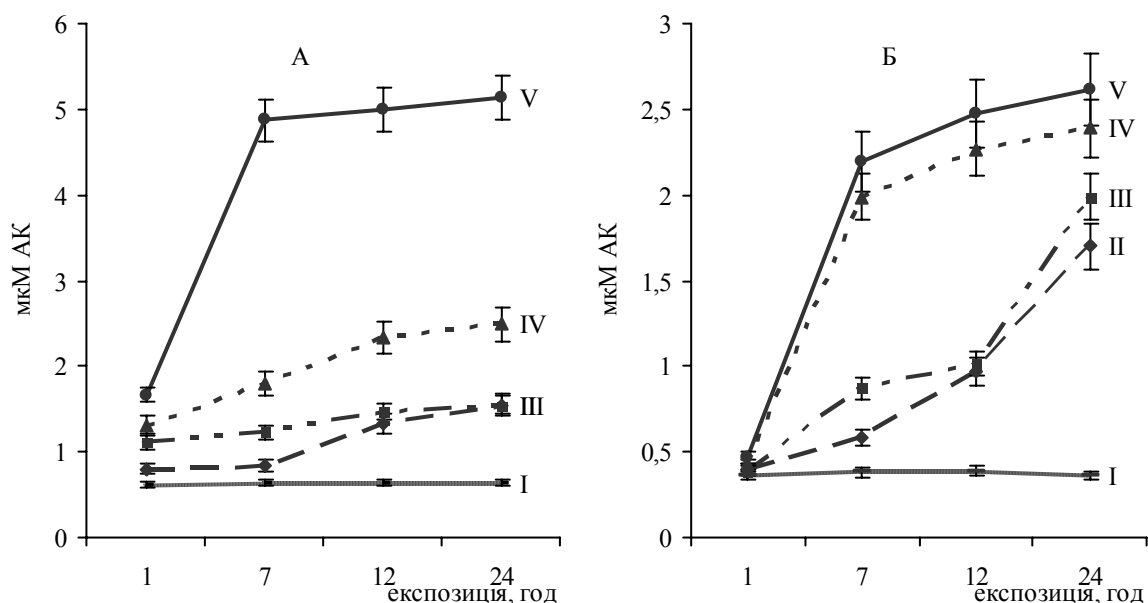 А
6
5
4
3
2
1
0
мкМ АК
V
IV
III
I
1 7 12 24
експозиція, год
Б
3
2,5
2
1,5
1
0,5
0
мкМ АК
V
IV
III
II
I
1 7 12 24
експозиція, год